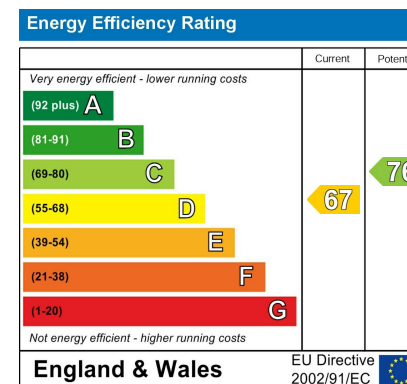 Energy Efficiency Rating
Current Potent
Very energy efficient - lower running costs
(92 plus) A
(81-91) B
(69-80) C 76
(55-68) D 67
(39-54) E
(21-38) F
(1-20) G
Not energy efficient - higher running costs
England & Wales
EU Directive
2002/91/EC